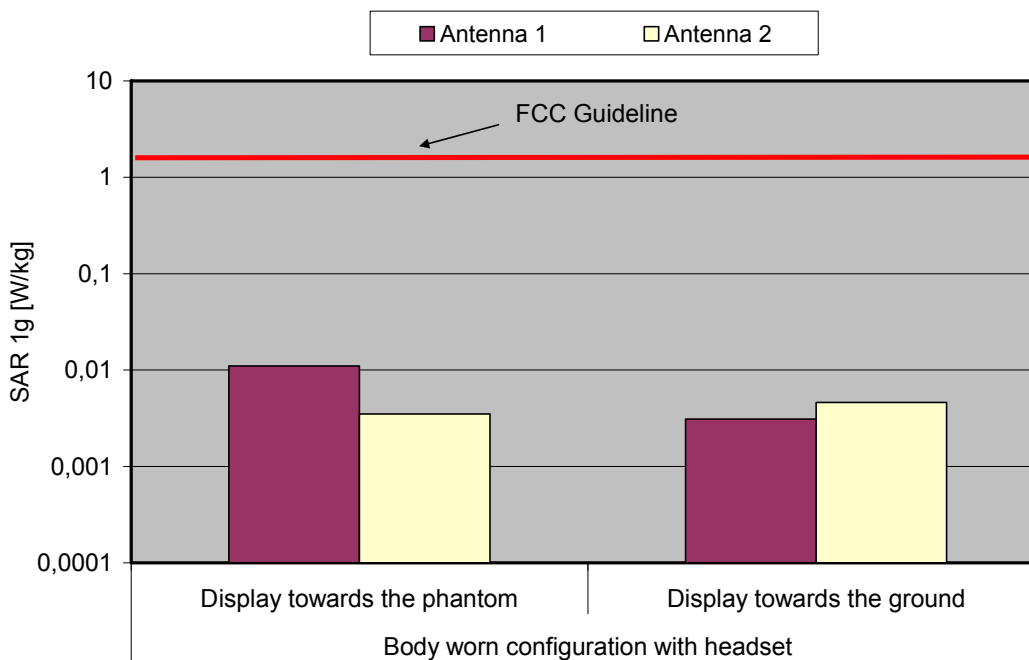 Antenna 1 Antenna 2
10
FCC Guideline
1
0,1
0,01
0,001
0,0001
SAR 1g [W/kg]
Display towards the phantom Display towards the ground
Body worn configuration with headset